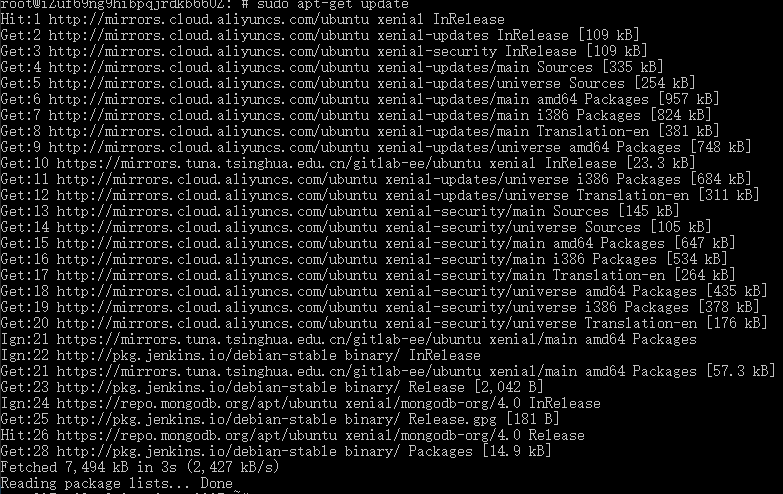 root@iZuf69ng9hibpqjrdkb660Z:~# sudo apt-get update
Hit:1 http://mirrors.cloud.aliyuncs.com/ubuntu xenial InRelease
Get:2 http://mirrors.cloud.aliyuncs.com/ubuntu xenial-updates InRelease [109 kB]
Get:3 http://mirrors.cloud.aliyuncs.com/ubuntu xenial-security InRelease [109 kB]
Get:4 http://mirrors.cloud.aliyuncs.com/ubuntu xenial-updates/main Sources [335 kB]
Get:5 http://mirrors.cloud.aliyuncs.com/ubuntu xenial-updates/universe Sources [254 kB]
Get:6 http://mirrors.cloud.aliyuncs.com/ubuntu xenial-updates/main amd64 Packages [957 kB]
Get:7 http://mirrors.cloud.aliyuncs.com/ubuntu xenial-updates/main i386 Packages [824 kB]
Get:8 http://mirrors.cloud.aliyuncs.com/ubuntu xenial-updates/main Translation-en [381 kB]
Get:9 http://mirrors.cloud.aliyuncs.com/ubuntu xenial-updates/universe amd64 Packages [748 kB]
Get:10 https://mirrors.tuna.tsinghua.edu.cn/gitlab-ee/ubuntu xenial InRelease [23.3 kB]
Get:11 http://mirrors.cloud.aliyuncs.com/ubuntu xenial-updates/universe i386 Packages [684 kB]
Get:12 http://mirrors.cloud.aliyuncs.com/ubuntu xenial-updates/universe Translation-en [311 kB]
Get:13 http://mirrors.cloud.aliyuncs.com/ubuntu xenial-security/main Sources [145 kB]
Get:14 http://mirrors.cloud.aliyuncs.com/ubuntu xenial-security/universe Sources [105 kB]
Get:15 http://mirrors.cloud.aliyuncs.com/ubuntu xenial-security/main amd64 Packages [647 kB]
Get:16 http://mirrors.cloud.aliyuncs.com/ubuntu xenial-security/main i386 Packages [534 kB]
Get:17 http://mirrors.cloud.aliyuncs.com/ubuntu xenial-security/main Translation-en [264 kB]
Get:18 http://mirrors.cloud.aliyuncs.com/ubuntu xenial-security/universe amd64 Packages [435 kB]
Get:19 http://mirrors.cloud.aliyuncs.com/ubuntu xenial-security/universe i386 Packages [378 kB]
Get:20 http://mirrors.cloud.aliyuncs.com/ubuntu xenial-security/universe Translation-en [176 kB]
Ign:21 https://mirrors.tuna.tsinghua.edu.cn/gitlab-ee/ubuntu xenial/main amd64 Packages
Ign:22 http://pkg.jenkins.io/debian-stable binary/ InRelease
Get:21 https://mirrors.tuna.tsinghua.edu.cn/gitlab-ee/ubuntu xenial/main amd64 Packages [57.3 kB]
Get:23 http://pkg.jenkins.io/debian-stable binary/ Release [2,042 B]
Ign:24 https://repo.mongodb.org/apt/ubuntu xenial/mongodb-org/4.0 InRelease
Get:25 http://pkg.jenkins.io/debian-stable binary/ Release.gpg [181 B]
Hit:26 https://repo.mongodb.org/apt/ubuntu xenial/mongodb-org/4.0 Release
Get:28 http://pkg.jenkins.io/debian-stable binary/ Packages [14.9 kB]
Fetched 7,494 kB in 3s (2,427 kB/s)
Reading package lists... Done